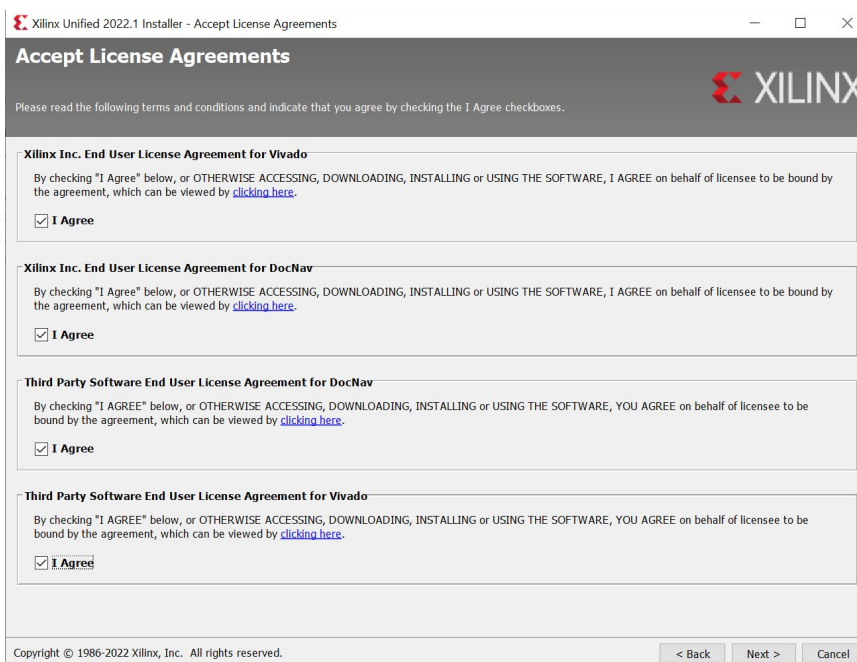 Xilinx Unified 2022.1 Installer - Accept License Agreements
Accept License Agreements
XILINX
Please read the following terms and conditions and indicate that you agree by checking the I Agree checkboxes.
Xilinx Inc. End User License Agreement for Vivado
By checking "I Agree" below, or OTHERWISE ACCESSING, DOWNLOADING, INSTALLING or USING THE SOFTWARE, I AGREE on behalf of licensee to be bound by
the agreement, which can be viewed by clicking here.
I Agree
Xilinx Inc. End User License Agreement for DocNav
By checking "I Agree" below, or OTHERWISE ACCESSING, DOWNLOADING, INSTALLING or USING THE SOFTWARE, I AGREE on behalf of licensee to be bound by
the agreement, which can be viewed by clicking here.
I Agree
Third Party Software End User License Agreement for DocNav
By checking "I AGREE" below, or OTHERWISE ACCESSING, DOWNLOADING, INSTALLING or USING THE SOFTWARE, YOU AGREE on behalf of licensee to be
bound by the agreement, which can be viewed by clicking here.
I Agree
Third Party Software End User License Agreement for Vivado
By checking "I AGREE" below, or OTHERWISE ACCESSING, DOWNLOADING, INSTALLING or USING THE SOFTWARE, YOU AGREE on behalf of licensee to be
bound by the agreement, which can be viewed by clicking here.
I Agree
Copyright © 1986-2022 Xilinx, Inc. All rights reserved.
< Back Next > Cancel